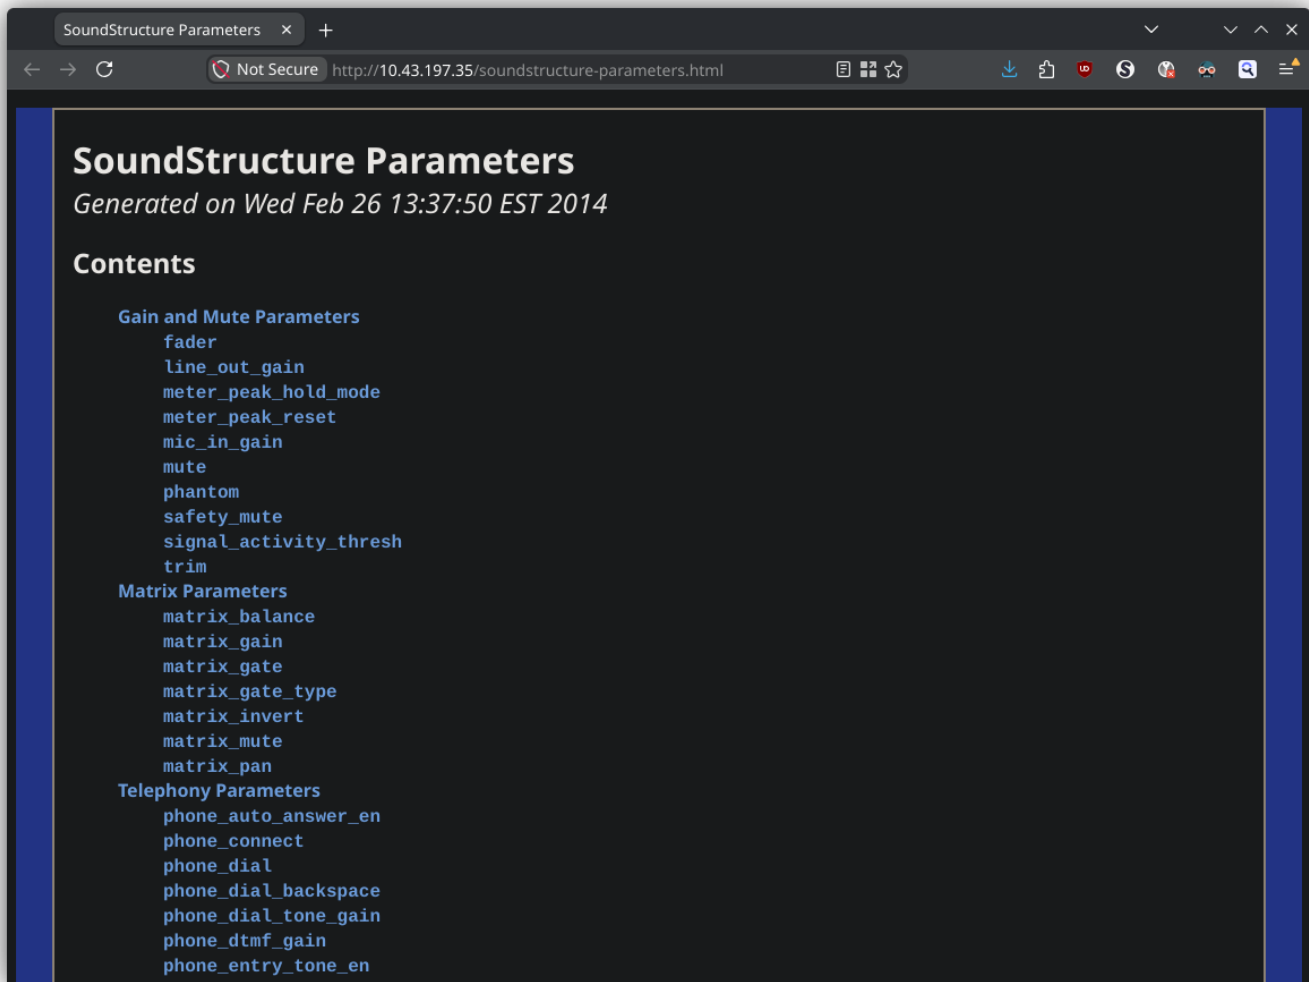 SoundStructure Parameters
Not Secure http://10.43.197.35/soundstructure-parameters.html
SoundStructure Parameters
Generated on Wed Feb 26 13:37:50 EST 2014
Contents
Gain and Mute Parameters
fader
line_out_gain
meter_peak_hold_mode
meter_peak_reset
mic_in_gain
mute
phantom
safety_mute
signal_activity_thresh
trim
Matrix Parameters
matrix_balance
matrix_gain
matrix_gate
matrix_gate_type
matrix_invert
matrix_mute
matrix_pan
Telephony Parameters
phone_auto_answer_en
phone_connect
phone_dial
phone_dial_backspace
phone_dial_tone_gain
phone_dtmf_gain
phone_entry_tone_en